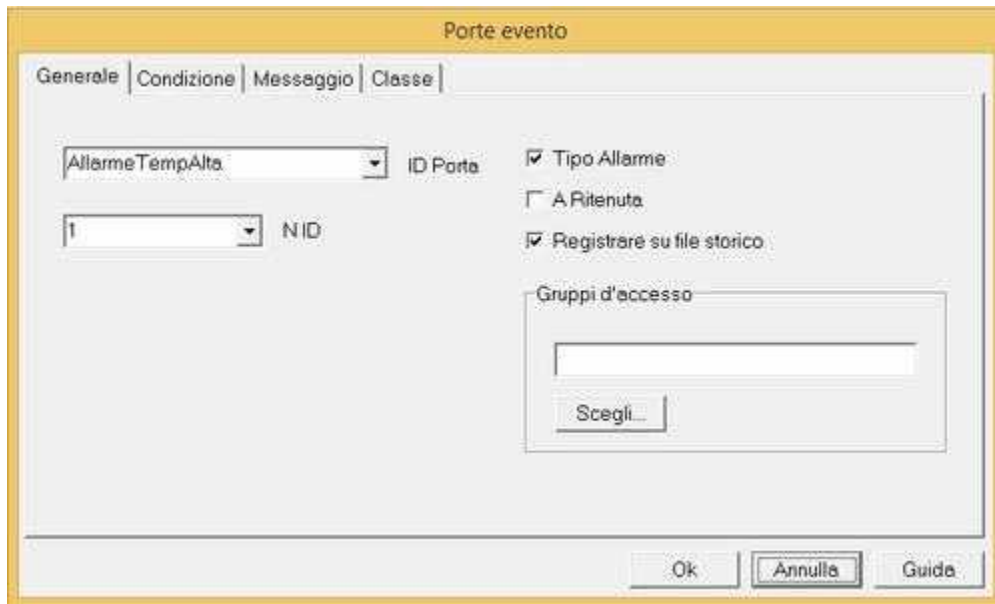 Porte evento
Generale Condizione Messaggio Classe
AllarmeTempAlta ID Porta
1 N ID
Tipo Allarme
A Ritenuta
Registrare su file storico
Gruppi d'accesso
Scegli...
Ok Annulla Guida